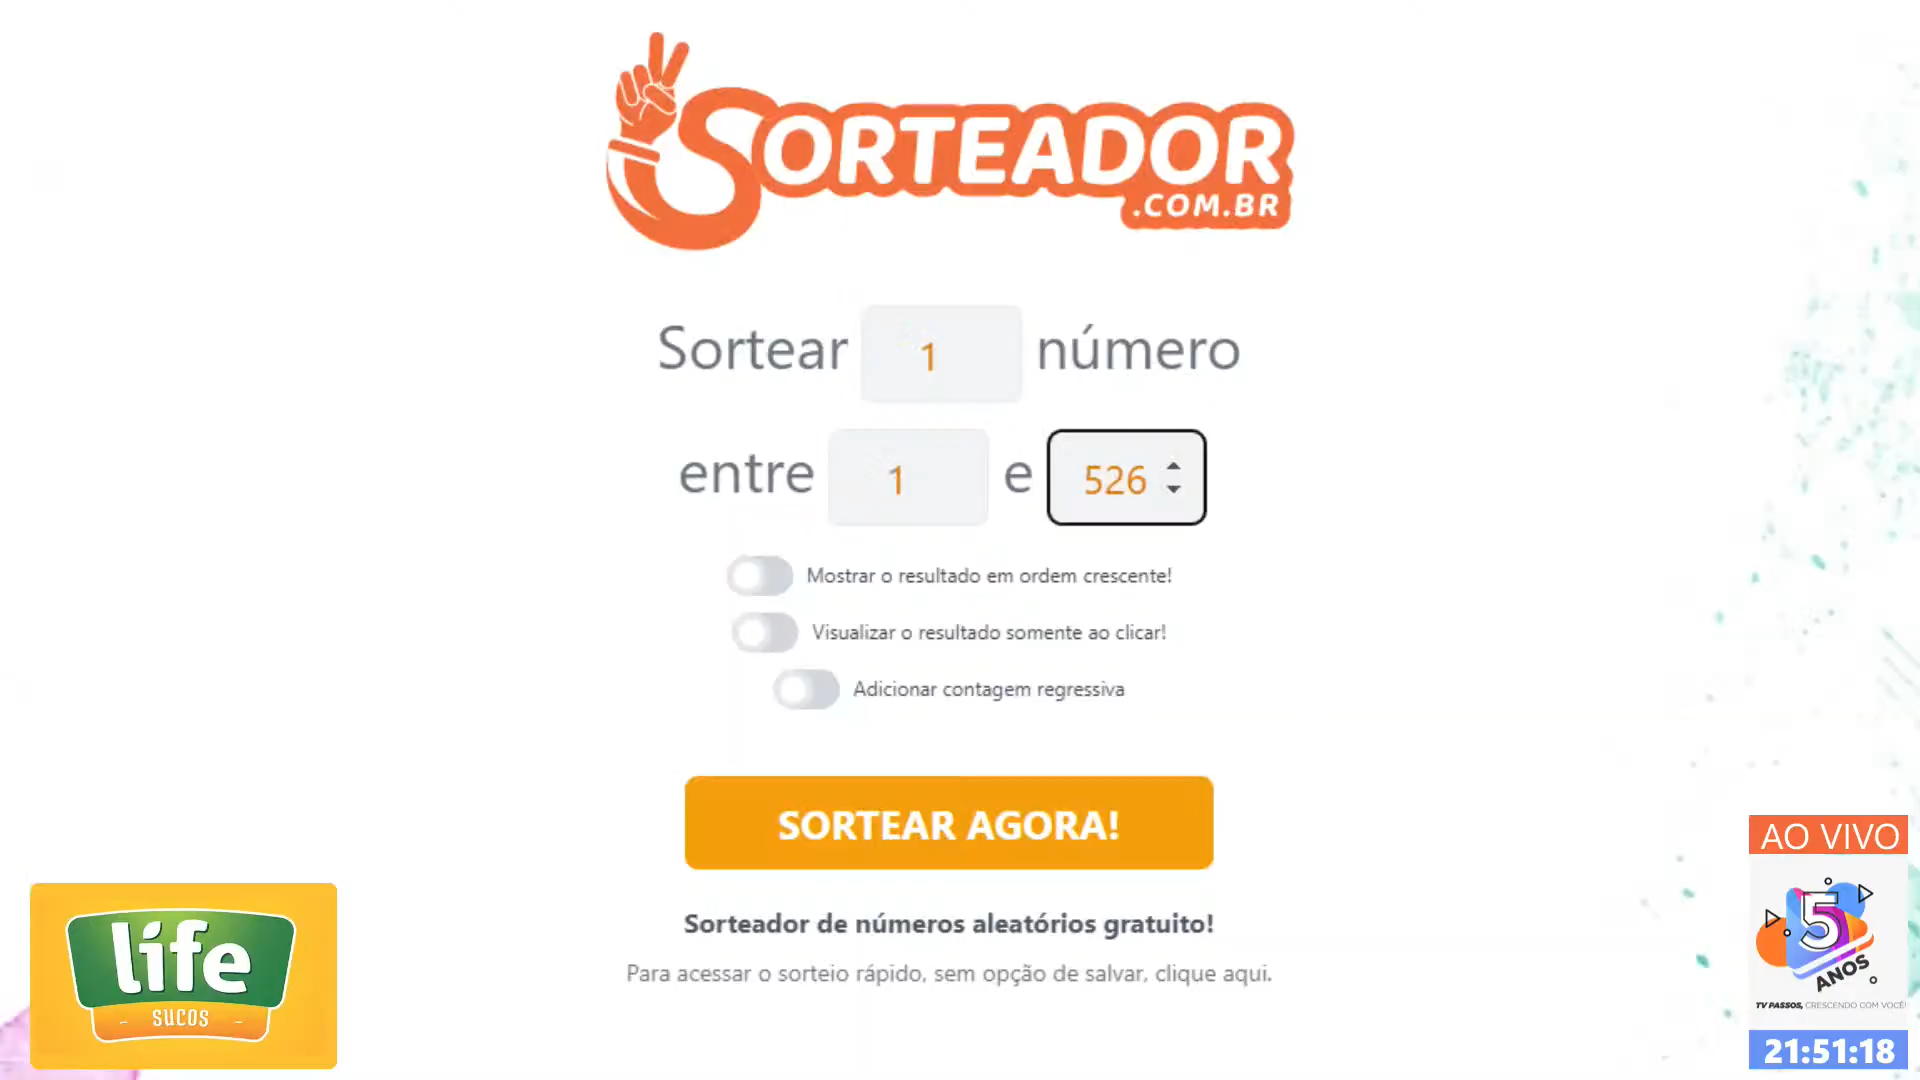 SORTEADOR
.COM.BR
Sortear 1 número
entre 1 e 526
Mostrar o resultado em ordem crescente!
Visualizar o resultado somente ao clicar!
Adicionar contagem regressiva
SORTEAR AGORA!
Sorteador de números aleatórios gratuito!
Para acessar o sorteio rápido, sem opção de salvar, clique aqui.
life
SUCOS
AO VIVO
5
ANOS
TV PASSOS, CRESCENDO COM VOCÊ!
21:51:18